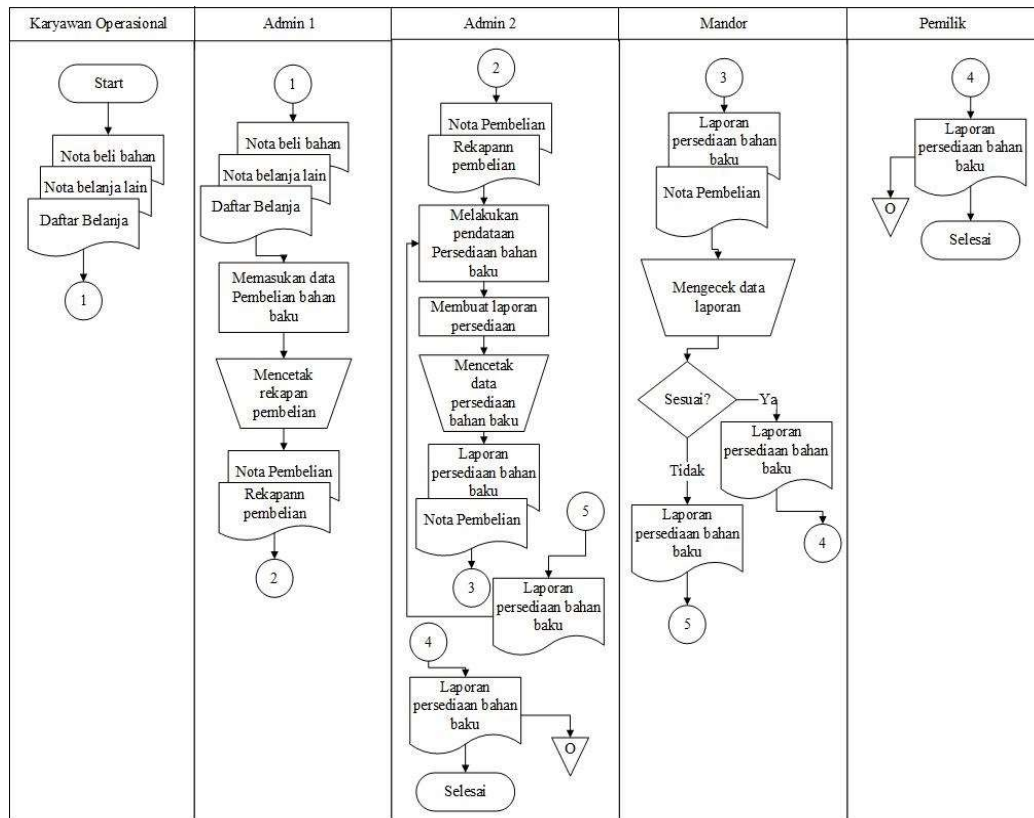 Karyawan Operasional
Start
Nota beli bahan
Nota belanja lain
Daftar Belanja
1
Admin 1
1
Nota beli bahan
Nota belanja lain
Daftar Belanja
Memasukan data
Pembelian bahan
baku
Mencetak
rekapan
pembelian
Nota Pembelian
Rekapann
pembelian
2
Admin 2
2
Nota Pembelian
Rekapann
pembelian
Melakukan
pendataan
Persediaan bahan
baku
Membuat laporan
persediaan
Mencetak
data
persediaan
bahan baku
Laporan
persediaan bahan
baku
Nota Pembelian
3
5
Laporan
persediaan bahan
baku
4
Laporan
persediaan bahan
baku
O
Selesai
Mandor
3
Laporan
persediaan bahan
baku
Nota Pembelian
Mengecek data
laporan
Sesuai?
Ya
Laporan
persediaan bahan
baku
4
Tidak
Laporan
persediaan bahan
baku
5
Pemilik
4
Laporan
persediaan bahan
baku
O
Selesai